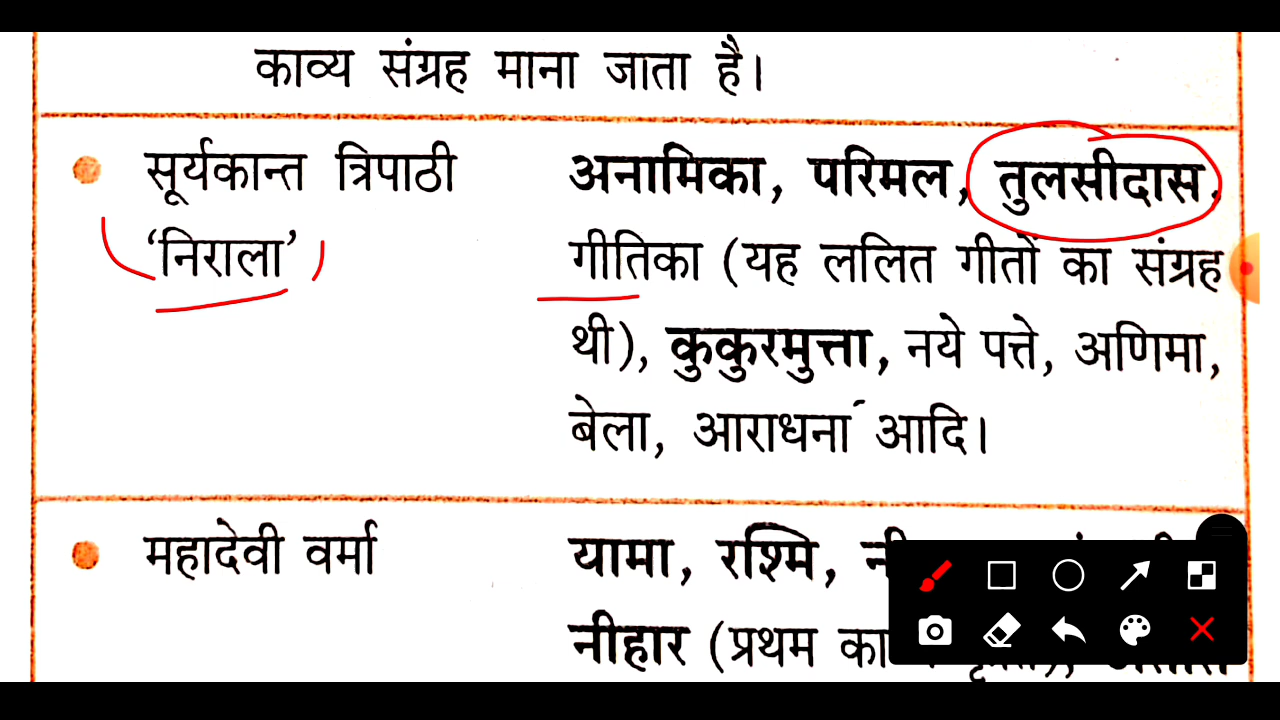 काव्य संग्रह माना जाता है।
सूर्यकान्त त्रिपाठी
‘निराला’
अनामिका, परिमल, तुलसीदास,
गीतिका (यह ललित गीतों का संग्रह
थी), कुकुरमुत्ता, नये पत्ते, अणिमा,
बेला, आराधना आदि।
महादेवी वर्मा
यामा, रश्मि,
नीहार (प्रथम